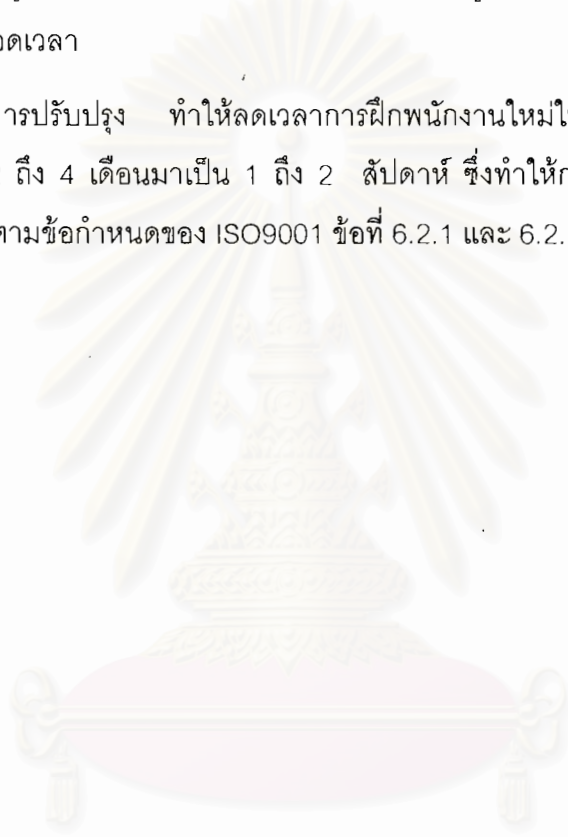 ดเวลา
ารปรับปรุง ทำให้ลดเวลาการฝึกพนักงานใหม่
ถึง 4 เดือนมาเป็น 1 ถึง 2 สัปดาห์ ซึ่งทำให้
ตามข้อกำหนดของ ISO9001 ข้อที่ 6.2.1 และ 6.2.